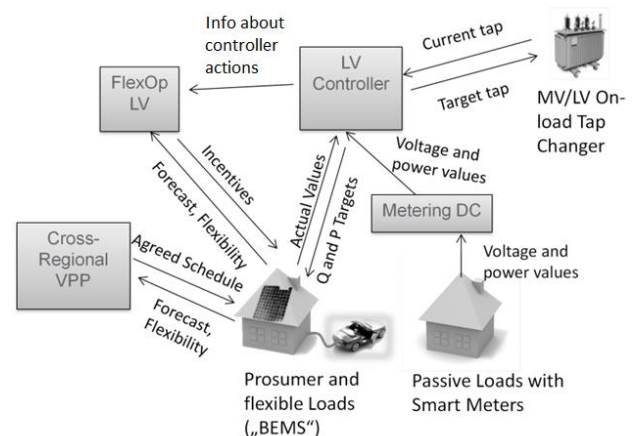 Info about
controller
actions
FlexOp
LV
LV
Controller
Current tap
Target tap
MV/LV On-
load Tap
Changer
Incentives
Forecast, Flexibility
Actual Values
Q and P Targets
Voltage and
power values
Metering DC
Voltage and
power values
Cross-
Regional
VPP
Agreed Schedule
Forecast,
Flexibility
Prosumer and
flexible Loads
(„BEMS“)
Passive Loads with
Smart Meters